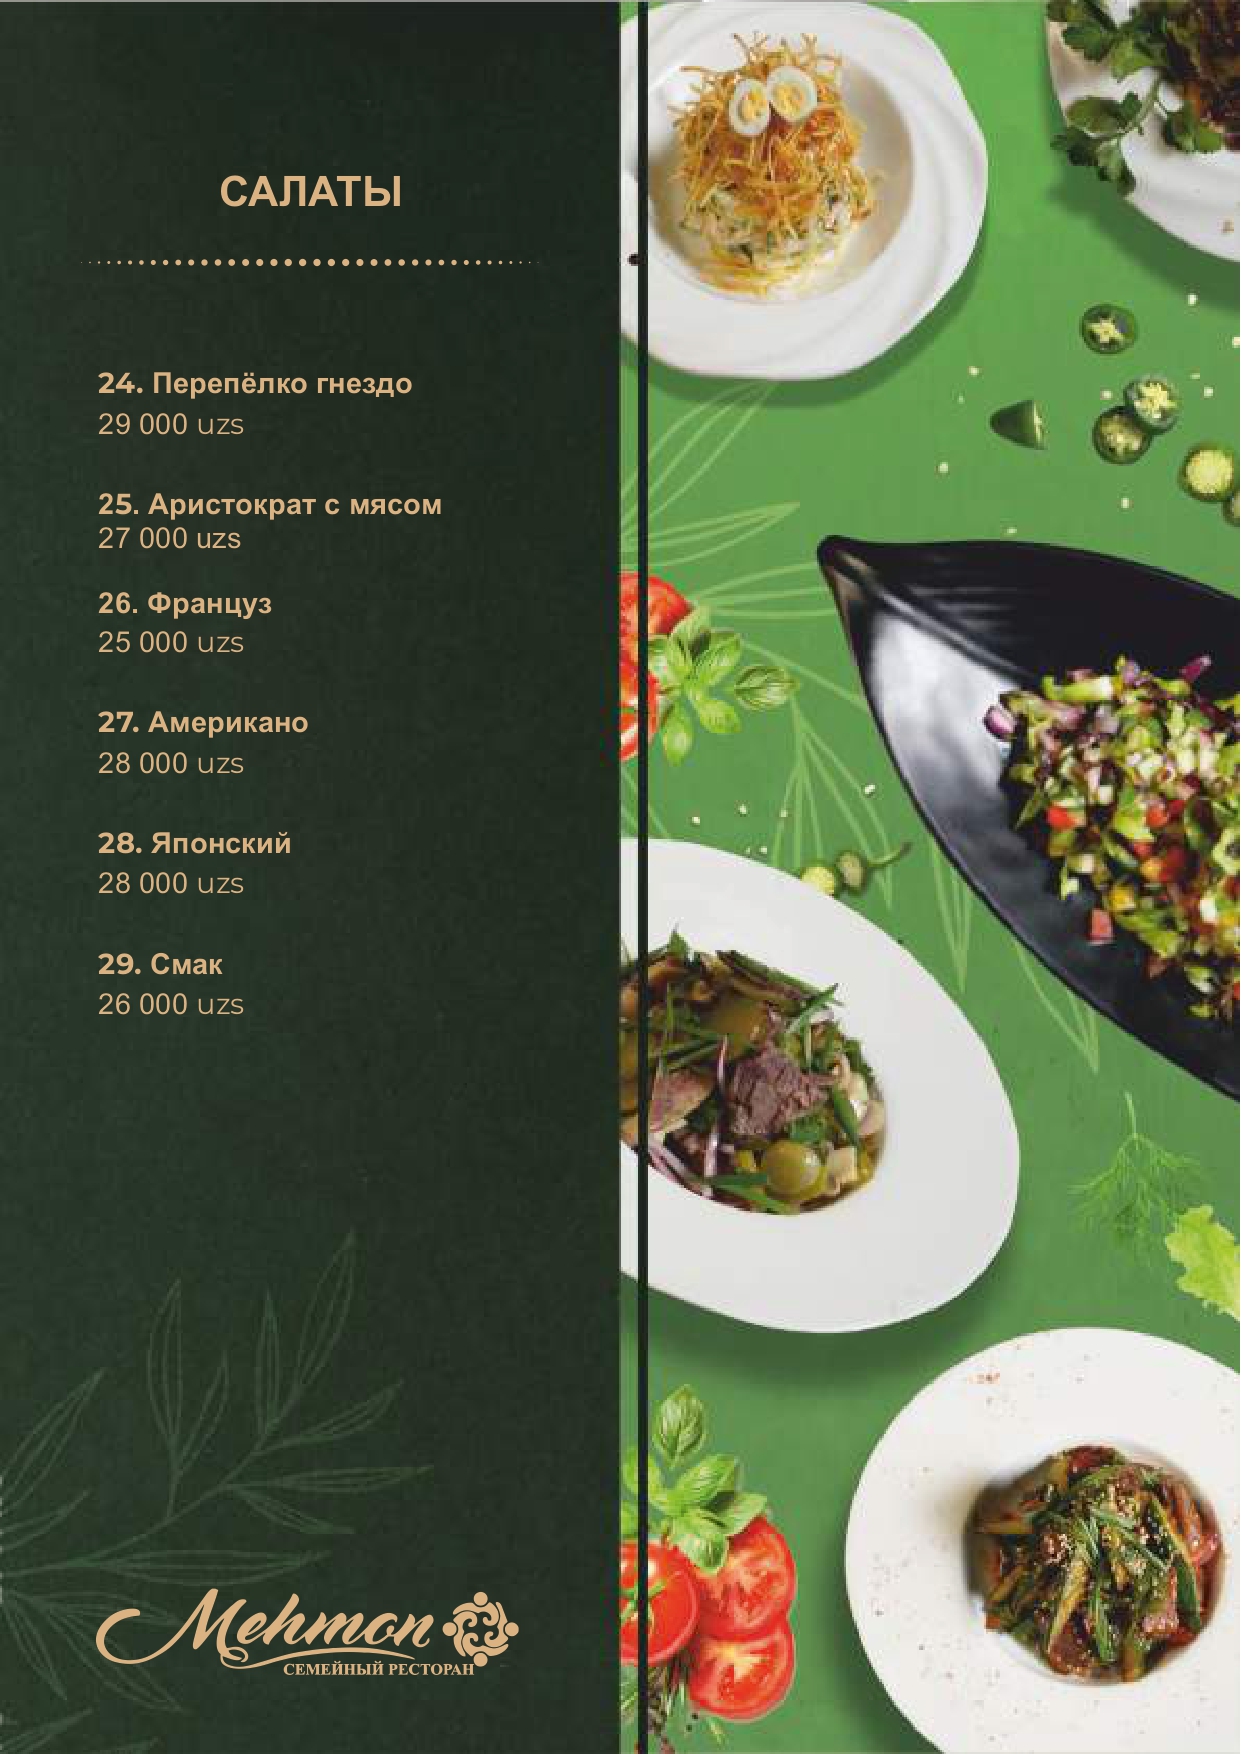 САЛАТЫ
24. Перепёлко гнездо
29 000 uzs
25. Аристократ с мясом
27 000 uzs
26. Француз
25 000 uzs
27. Американо
28 000 uzs
28. Японский
28 000 uzs
29. Смак
26 000 uzs
Mehmon
СЕМЕЙНЫЙ РЕСТОРАН